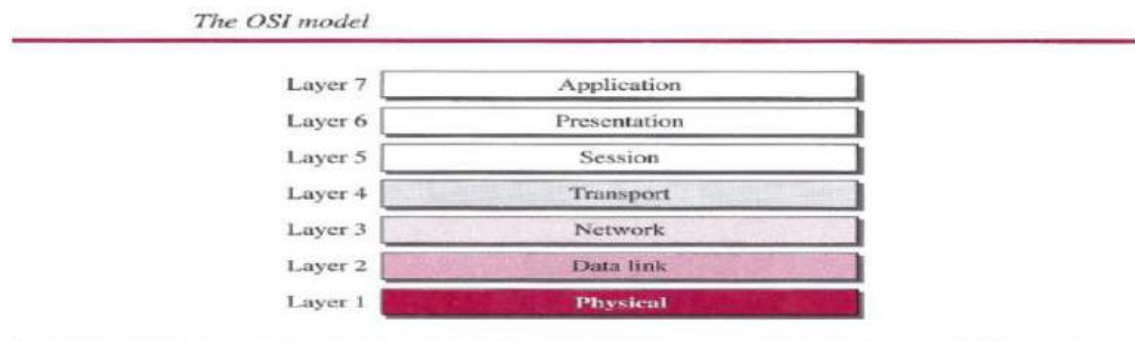 The OSI model
Layer 7 Application
Layer 6 Presentation
Layer 5 Session
Layer 4 Transport
Layer 3 Network
Layer 2 Data link
Layer 1 Physical